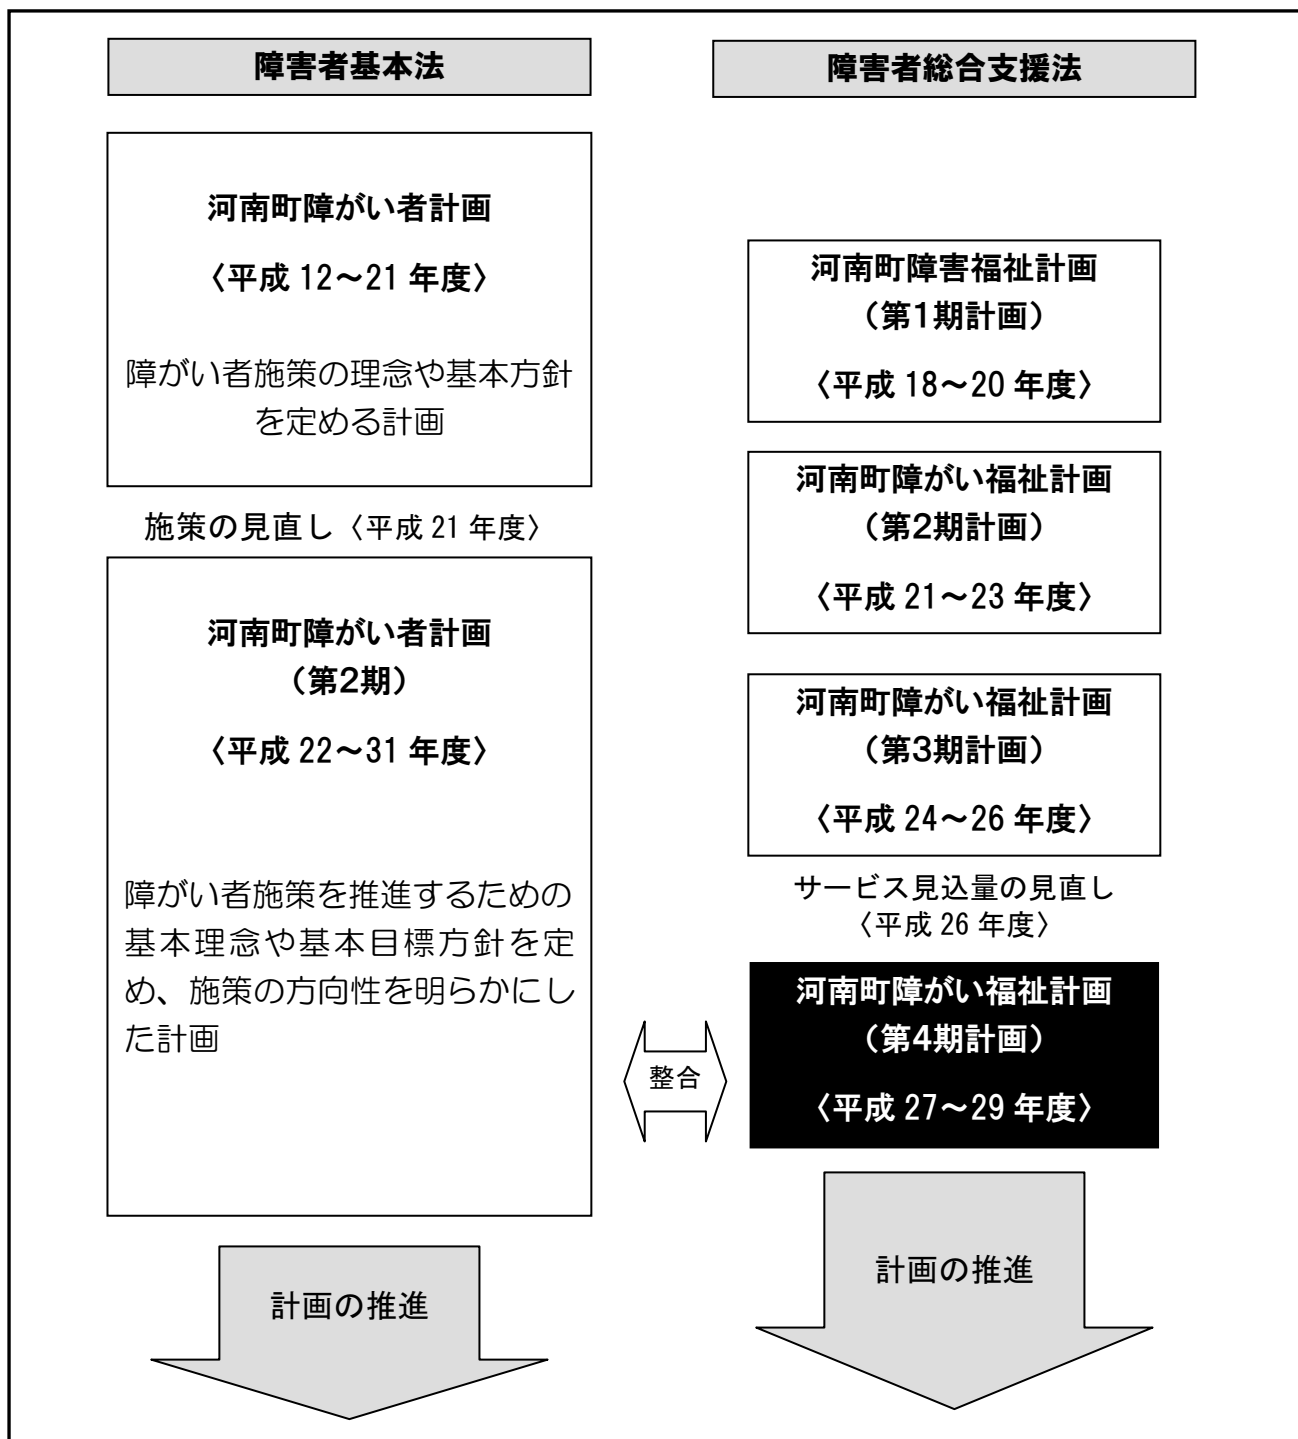 障害者基本法
河南町障がい者計画
〈平成 12～21 年度〉
障がい者施策の理念や基本方針
を定める計画
施策の見直し〈平成 21 年度〉
河南町障がい者計画
（第2期）
〈平成 22～31 年度〉
障がい者施策を推進するための
基本理念や基本目標方針を定
め、施策の方向性を明らかにし
た計画
計画の推進
整合
障害者総合支援法
河南町障害福祉計画
（第1期計画）
〈平成 18～20 年度〉
河南町障がい福祉計画
（第2期計画）
〈平成 21～23 年度〉
河南町障がい福祉計画
（第3期計画）
〈平成 24～26 年度〉
サービス見込量の見直し
〈平成 26 年度〉
河南町障がい福祉計画
（第4期計画）
〈平成 27～29 年度〉
計画の推進